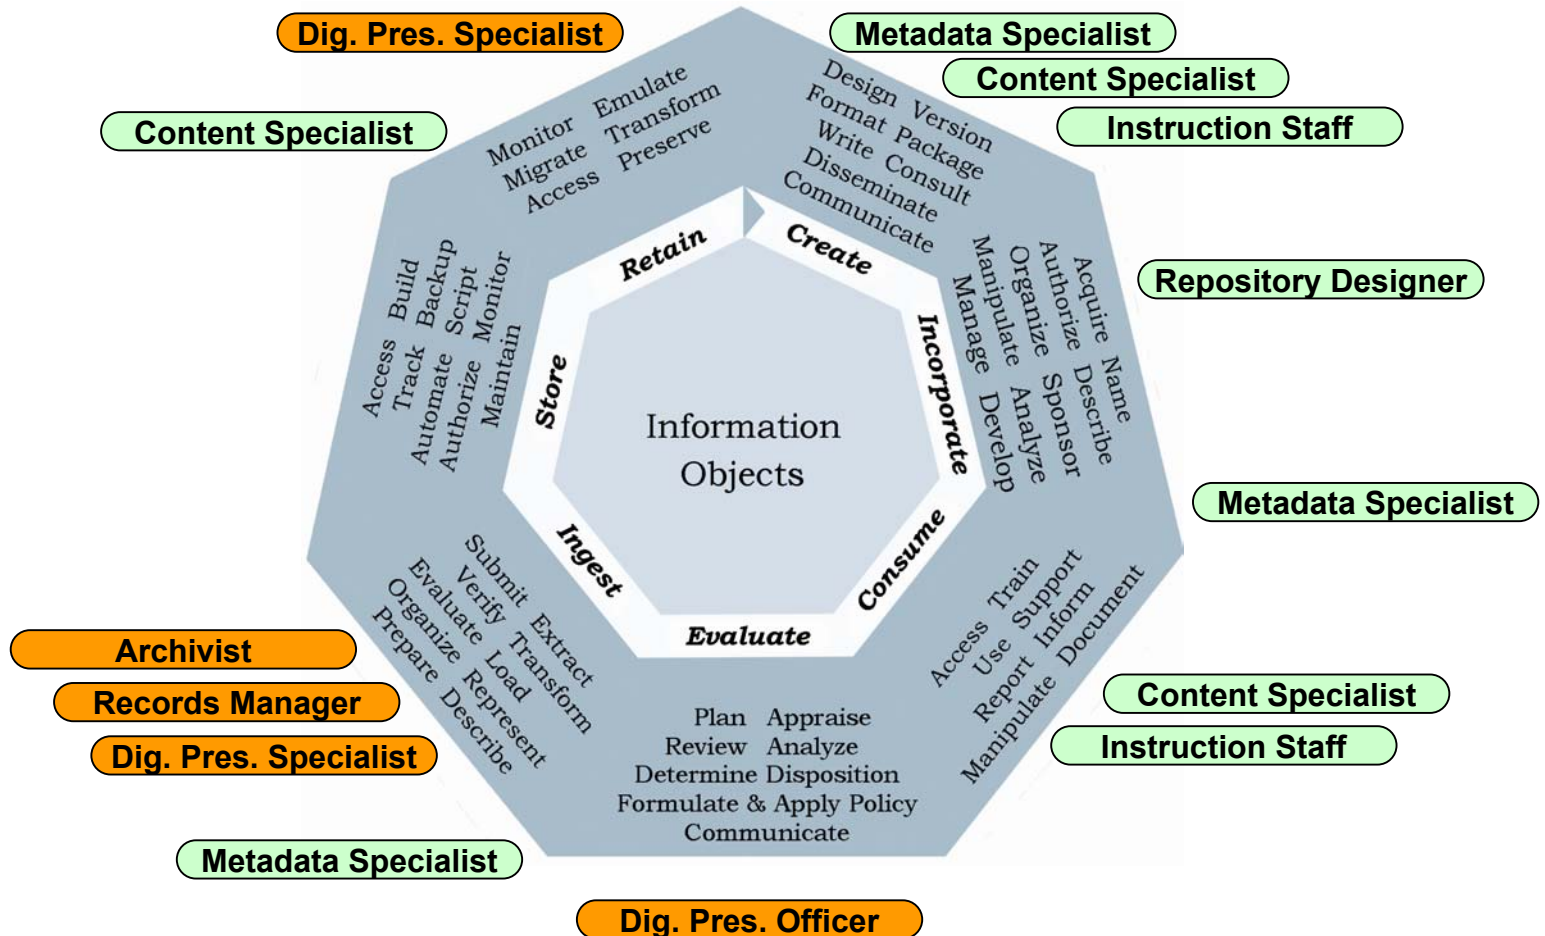 Dig. Pres. Specialist
Metadata Specialist
Content Specialist
Instruction Staff
Content Specialist
Monitor Emulate
Migrate Transform
Access Preserve
Design Version
Format Package
Write Consult
Disseminate
Communicate
Retain
Create
Repository Designer
Acquire Name
Authorize Describe
Organize Sponsor
Manipulate Analyze
Manage Develop
Incorporate
Access Build
Track Backup
Automate Script
Authorize Monitor
Maintain
Store
Information
Objects
Metadata Specialist
Consume
Access Train
Use Support
Report Inform
Manipulate Document
Content Specialist
Instruction Staff
Ingest
Submit Extract
Verify Transform
Evaluate Load
Organize Represent
Prepare Describe
Archivist
Records Manager
Dig. Pres. Specialist
Metadata Specialist
Evaluate
Plan Appraise
Review Analyze
Determine Disposition
Formulate & Apply Policy
Communicate
Dig. Pres. Officer